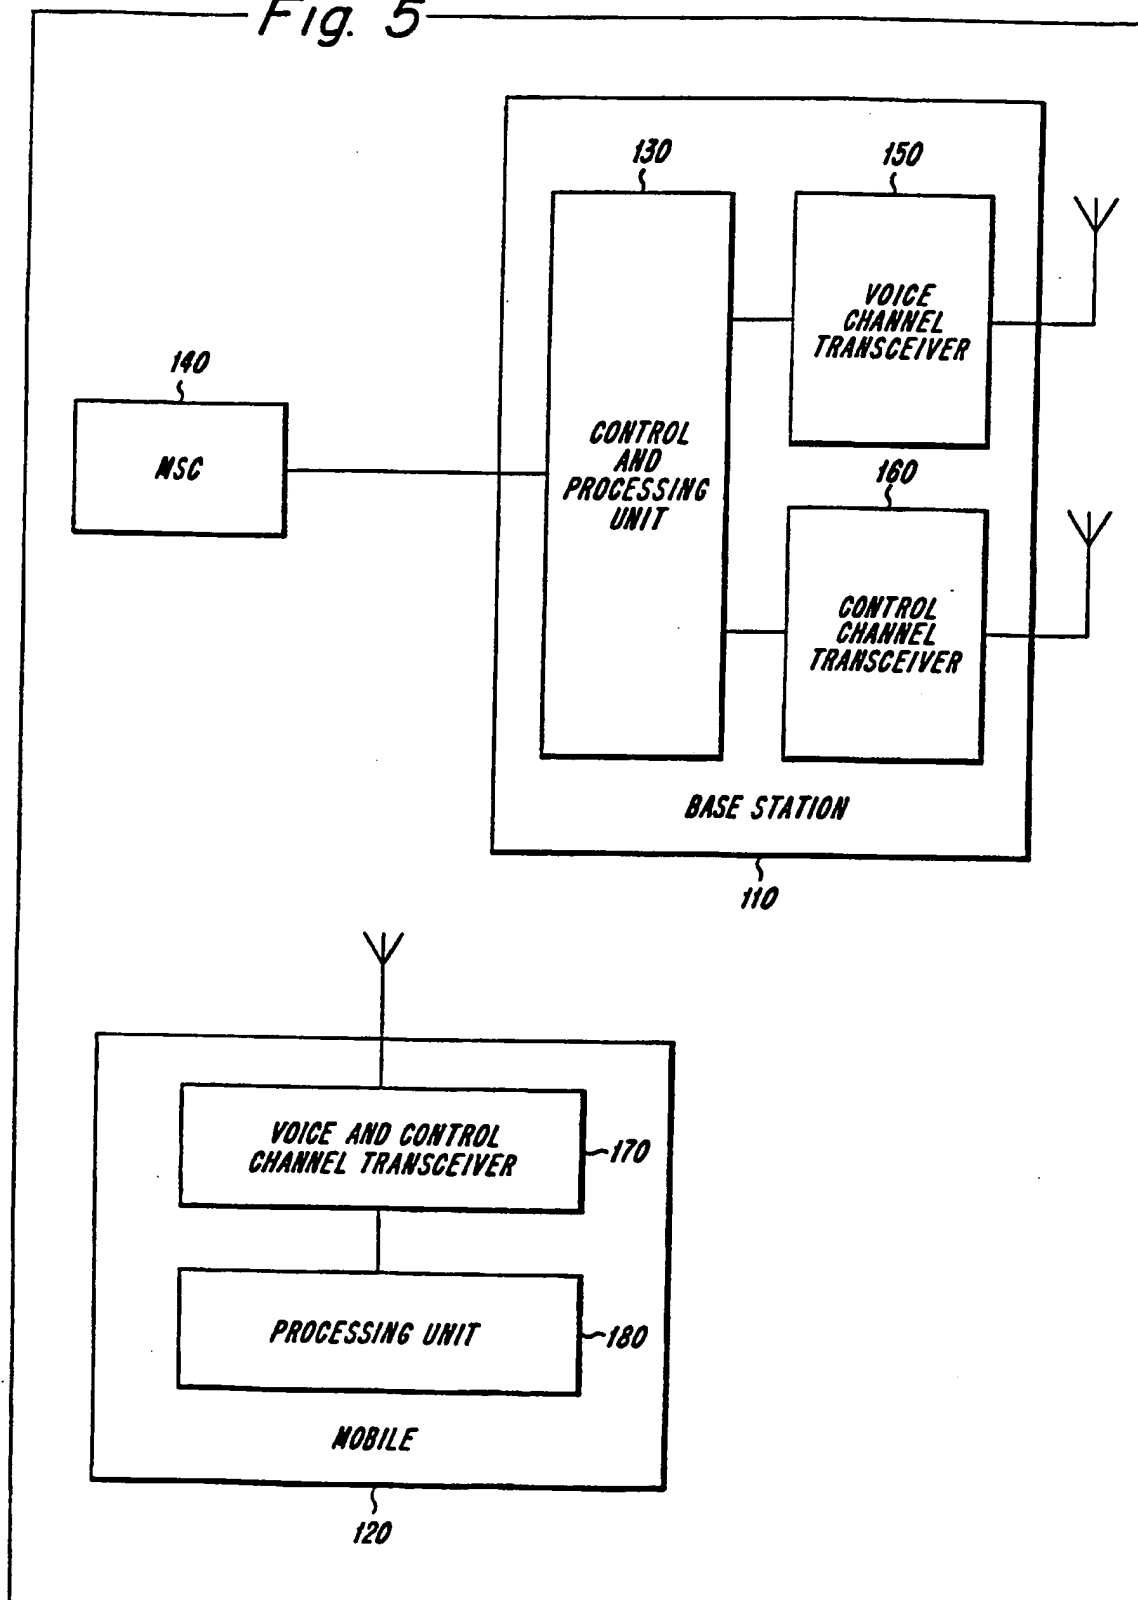 Fig. 5
130
150
VOICE
CHANNEL
TRANSCEIVER
140
MSC
CONTROL
AND
PROCESSING
UNIT
160
CONTROL
CHANNEL
TRANSCEIVER
BASE STATION
110
VOICE AND CONTROL
CHANNEL TRANSCEIVER
170
PROCESSING UNIT
180
MOBILE
120